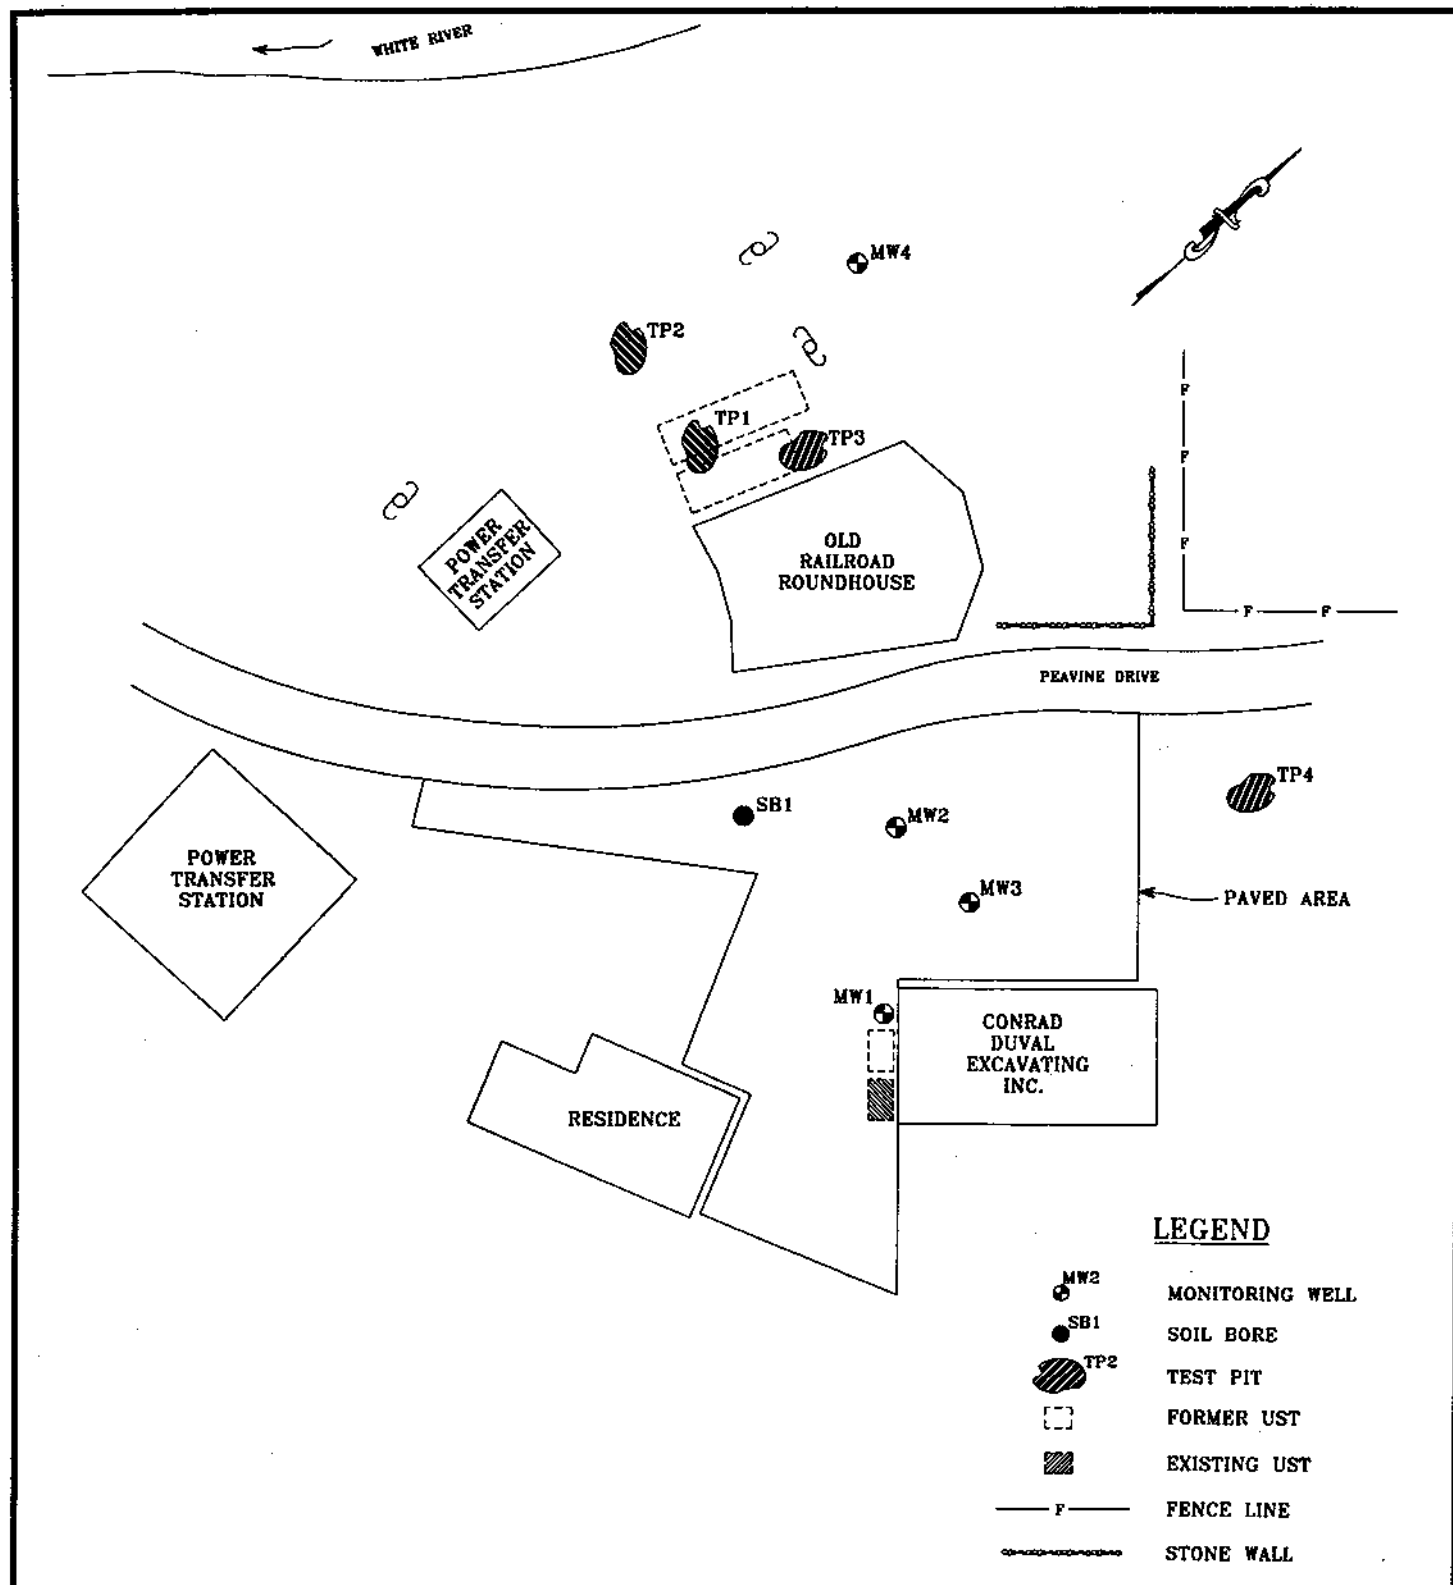 WHITE RIVER
MW4
TP2
TP1
TP3
F
F
F
F
F
POWER
TRANSFER
STATION
OLD
RAILROAD
ROUNDHOUSE
PEAVINE DRIVE
TP4
SB1
MW2
POWER
TRANSFER
STATION
MW3
PAVED AREA
MW1
CONRAD
DUVAL
EXCAVATING
INC.
RESIDENCE
LEGEND
MW2
MONITORING WELL
SB1
SOIL BORE
TP2
TEST PIT
FORMER UST
EXISTING UST
F
FENCE LINE
STONE WALL